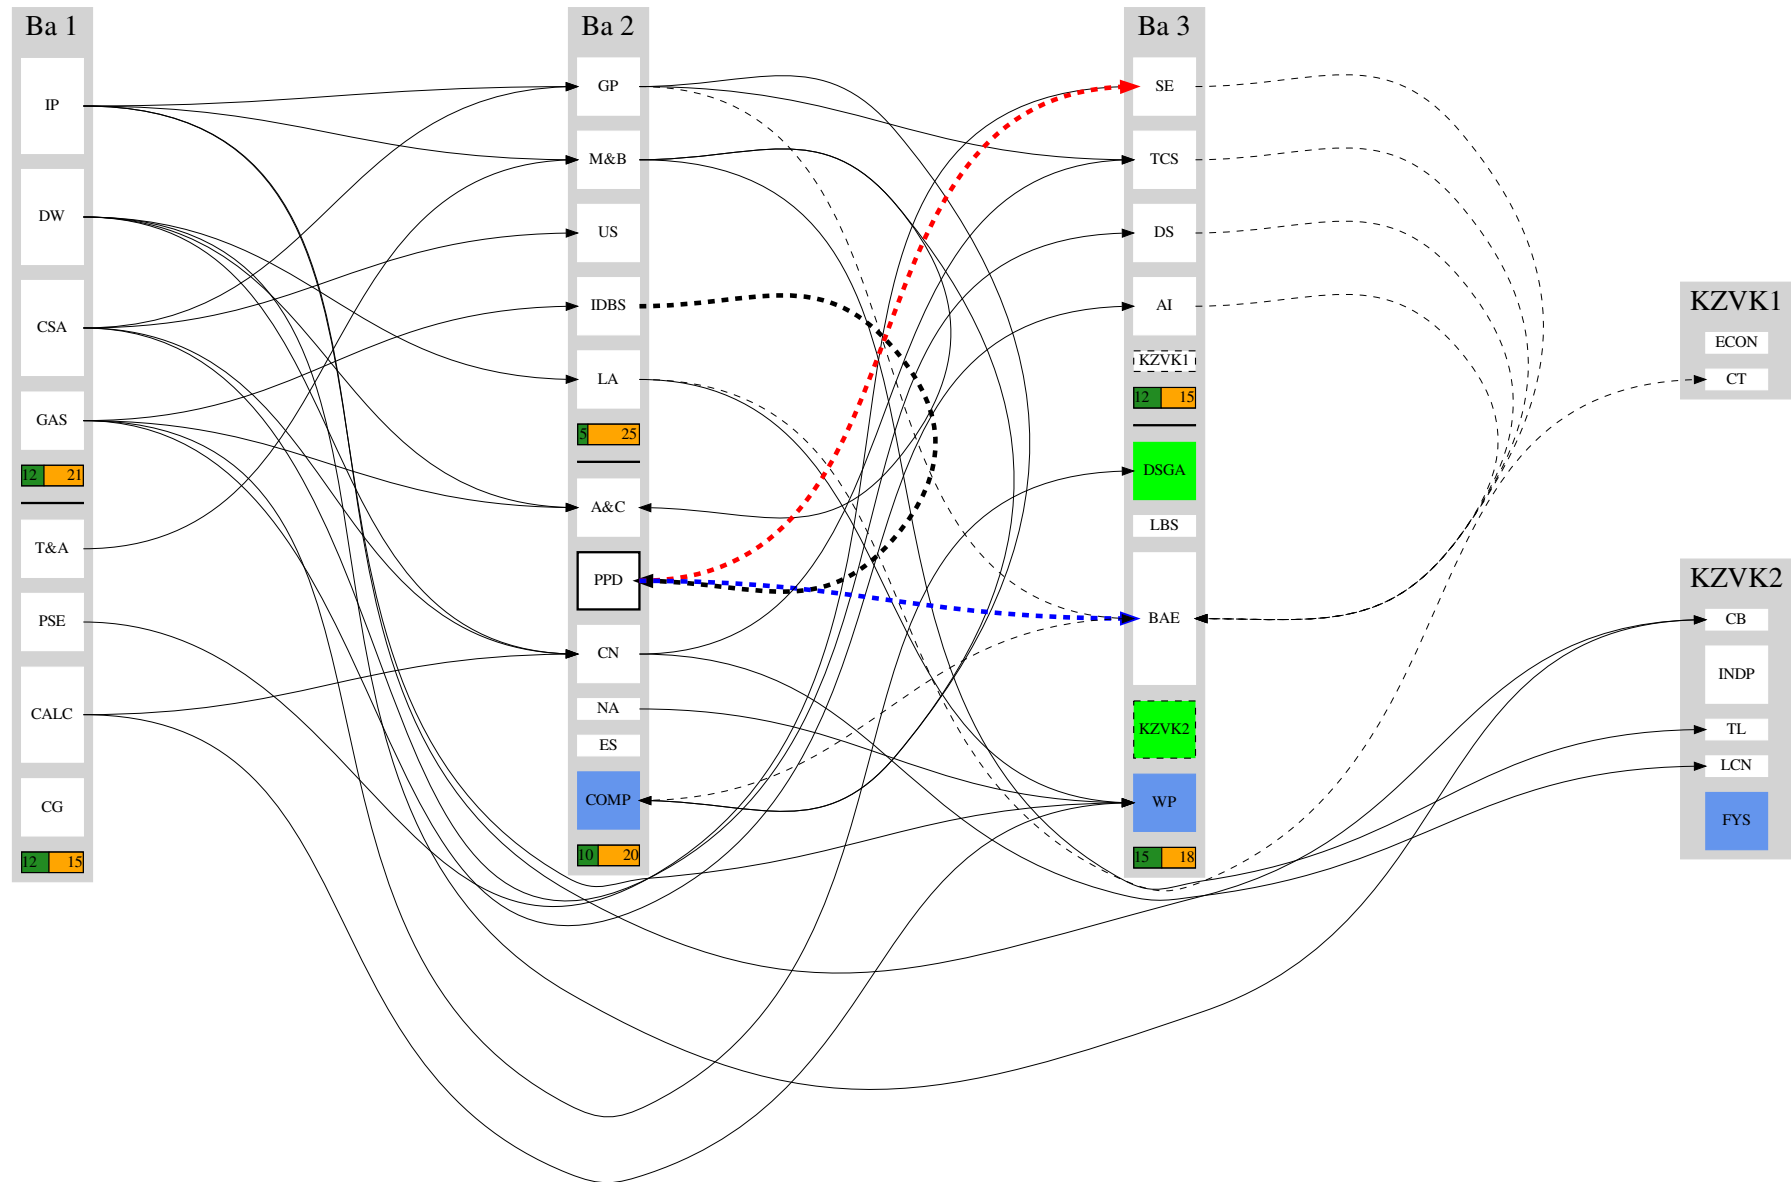 Ba 1
IP
DW
CSA
GAS
12 21
T&A
PSE
CALC
CG
12 15
Ba 2
GP
M&B
US
IDBS
LA
5 25
A&C
PPD
CN
NA
ES
COMP
10 20
Ba 3
SE
TCS
DS
AI
KZVK1
12 15
DSGA
LBS
BAE
KZVK2
WP
15 18
KZVK1
ECON
CT
KZVK2
CB
INDP
TL
LCN
FYS